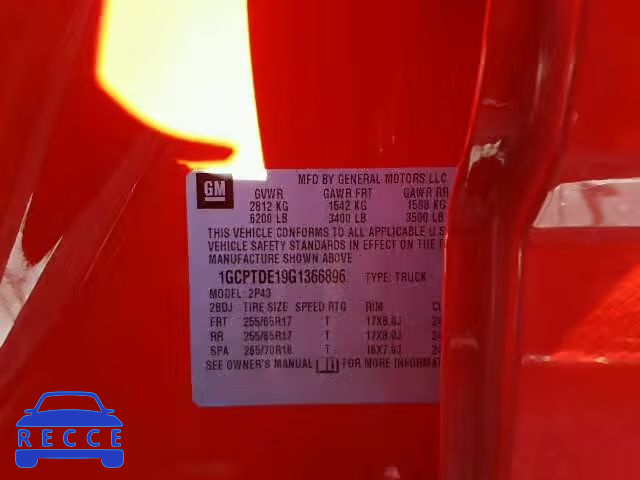 MFD BY GENERAL MOTORS LLC
GM
GVWR GAWR FRT GAWR RR
2812 KG 1542 KG 1588 KG
6200 LB 3400 LB 3500 LB
THIS VEHICLE CONFORMS TO ALL APPLICABLE U.S
VEHICLE SAFETY STANDARDS IN EFFECT ON THE
MANUFACTURE SHOWN ABOVE
1GCPTDE19G1366896 TYPE: TRUCK
MODEL: 2P43
2BDJ TIRE SIZE SPEED RTG RIM
FRT 255/65R17 T 17X8.0J 24
RR 255/65R17 T 17X8.0J 24
SPA 265/70R16 T 16X7.0J 24
SEE OWNER'S MANUAL FOR MORE INFORMAT
RECCE